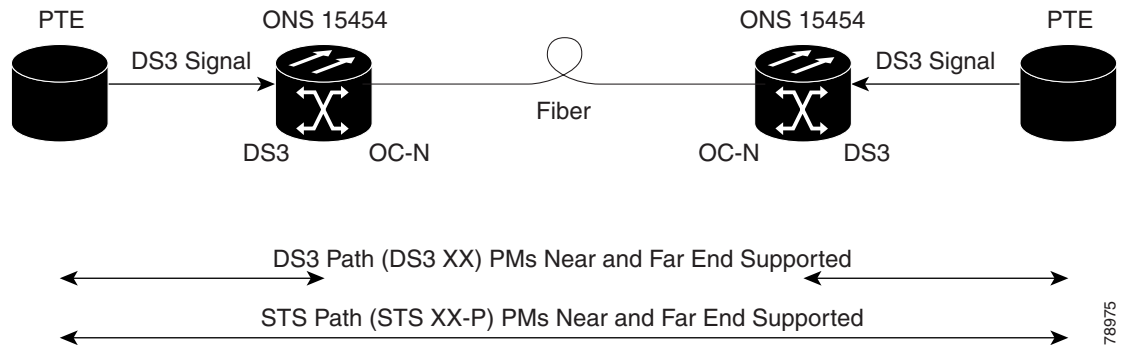 PTE
ONS 15454
ONS 15454
PTE
DS3 Signal
DS3 Signal
Fiber
DS3
OC-N
OC-N
DS3
DS3 Path (DS3 XX) PMs Near and Far End Supported
STS Path (STS XX-P) PMs Near and Far End Supported
78975